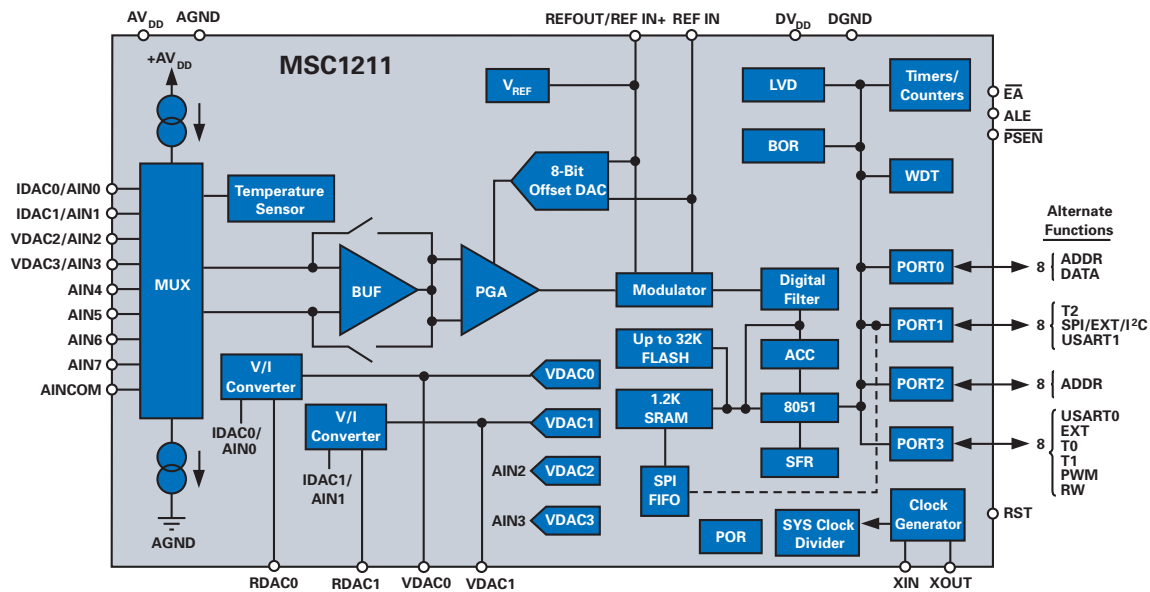 AVDD AGND REFOUT/REF IN+ REF IN DVDD DGND
+AVDD
MSC1211
VREF
LVD
Timers/
Counters
EA
ALE
PSEN
BOR
8-Bit
Offset DAC
WDT
IDAC0/AIN0
IDAC1/AIN1
VDAC2/AIN2
VDAC3/AIN3
AIN4
AIN5
AIN6
AIN7
AINCOM
Temperature
Sensor
MUX
BUF
PGA
Modulator
Digital
Filter
Alternate
Functions
PORT0
8
ADDR
DATA
PORT1
8
T2
SPI/EXT/I²C
USART1
Up to 32K
FLASH
ACC
V/I
Converter
VDAC0
PORT2
8
ADDR
1.2K
SRAM
8051
V/I
Converter
VDAC1
IDAC0/
AIN0
PORT3
8
USART0
EXT
T0
T1
PWM
RW
IDAC1/
AIN1
AIN2
VDAC2
SPI
FIFO
SFR
AIN3
VDAC3
POR
SYS Clock
Divider
Clock
Generator
RST
AGND
RDAC0 RDAC1 VDAC0 VDAC1 XIN XOUT